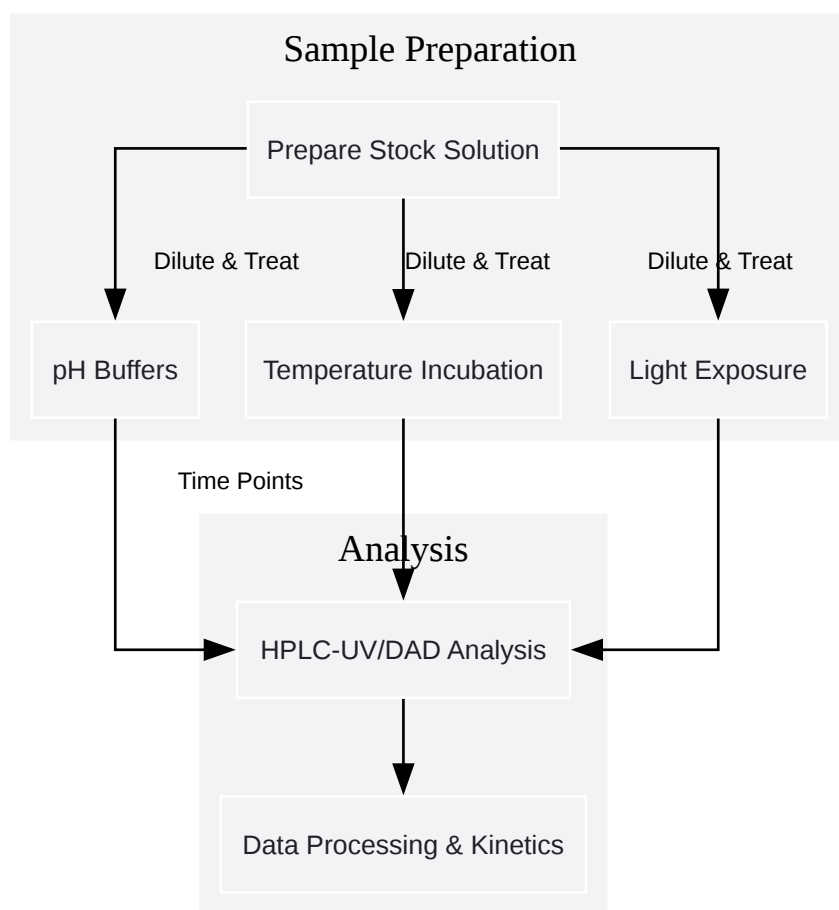 Sample Preparation
Prepare Stock Solution
Dilute & Treat
Dilute & Treat
Dilute & Treat
pH Buffers
Temperature Incubation
Light Exposure
Time Points
Analysis
HPLC-UV/DAD Analysis
Data Processing & Kinetics